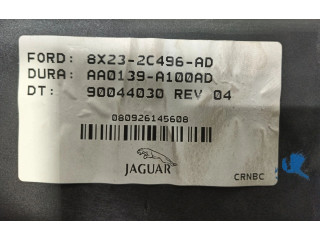 FORD: 8X23-2C496-AD
DURA: AA0139-A100AD
DT: 90044030 REV 04
080926145608
JAGUAR
CRNBC